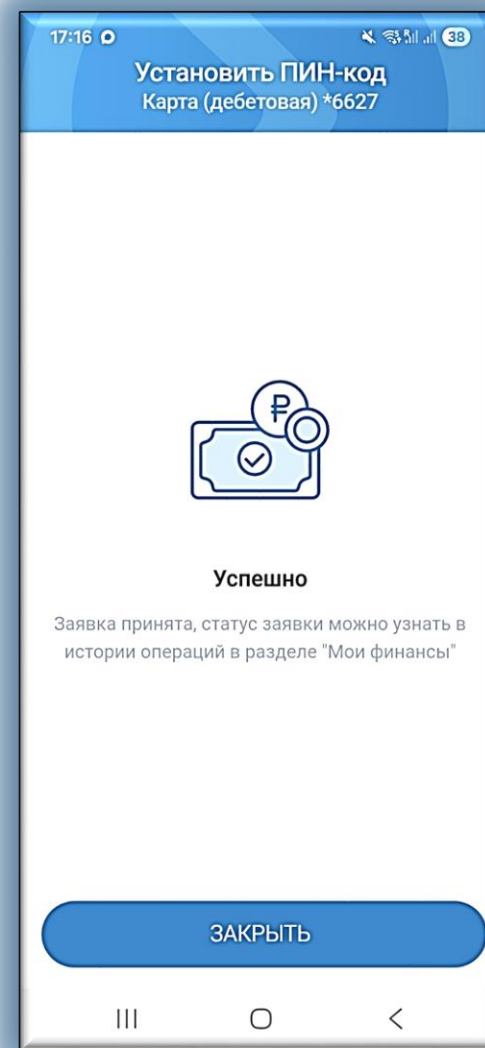 17:16
38
Установить ПИН-код
Карта (дебетовая) *6627
₽
Успешно
Заявка принята, статус заявки можно узнать в
истории операций в разделе "Мои финансы"
ЗАКРЫТЬ